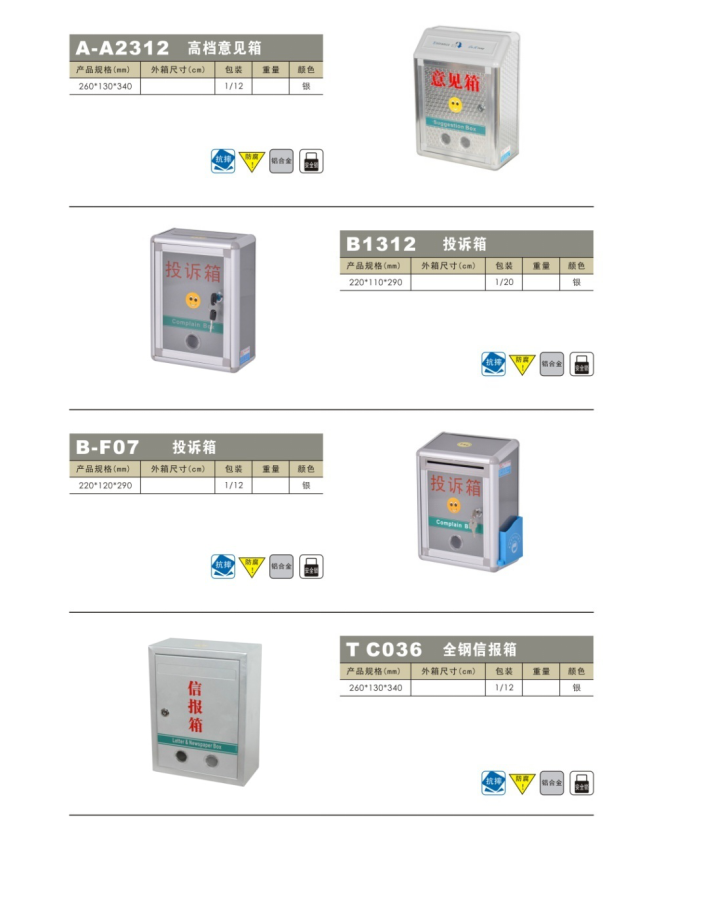 A-A2312 高档意见箱
产品规格(mm) 外箱尺寸(cm) 包装 重量 颜色
260*130*340 1/12 银
意见箱
Suggestion Box
抗摔 防腐! 铝合金 安全锁
B1312 投诉箱
产品规格(mm) 外箱尺寸(cm) 包装 重量 颜色
220*110*290 1/20 银
投诉箱
Complain Box
抗摔 防腐! 铝合金 安全锁
B-F07 投诉箱
产品规格(mm) 外箱尺寸(cm) 包装 重量 颜色
220*120*290 1/12 银
投诉箱
Complain Box
抗摔 防腐! 铝合金 安全锁
T C036 全钢信报箱
产品规格(mm) 外箱尺寸(cm) 包装 重量 颜色
260*130*340 1/12 银
信报箱
Letter & Newspaper Box
抗摔 防腐! 铝合金 安全锁